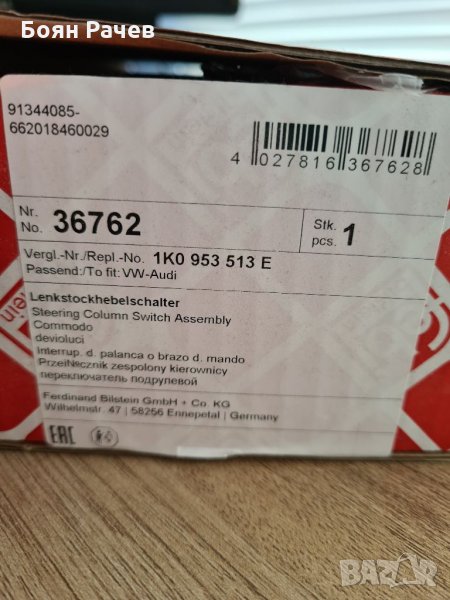 Боян Рачев
91344085-
662018460029
4 027816 367628
Nr.
No. 36762
Stk.
pcs. 1
Vergl.-Nr./Repl.-No. 1K0 953 513 E
Passend:/To fit: VW-Audi
Lenkstockhebelschalter
Steering Column Switch Assembly
Commodo
devioluci
Interrup. d. palanca o brazo d. mando
PrzełNecznik zespolony kierownicy
переключатель подрулевой
Ferdinand Bilstein GmbH + Co. KG
Wilhelmstr. 47 | 58256 Ennepetal | Germany
EAC
BAZAR